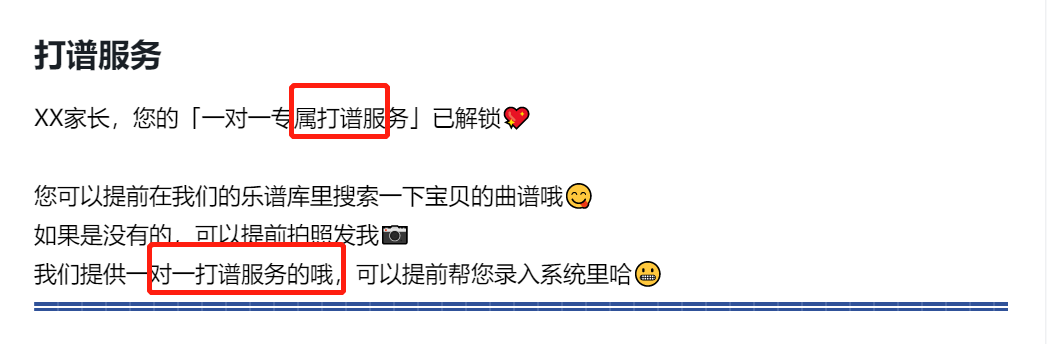 打谱服务
XX家长，您的「一对一专属打谱服务」已解锁💖
您可以提前在我们的乐谱库里搜索一下宝贝的曲谱哦😋
如果是没有的，可以提前拍照发我📷
我们提供一对一打谱服务的哦，可以提前帮您录入系统里哈😬